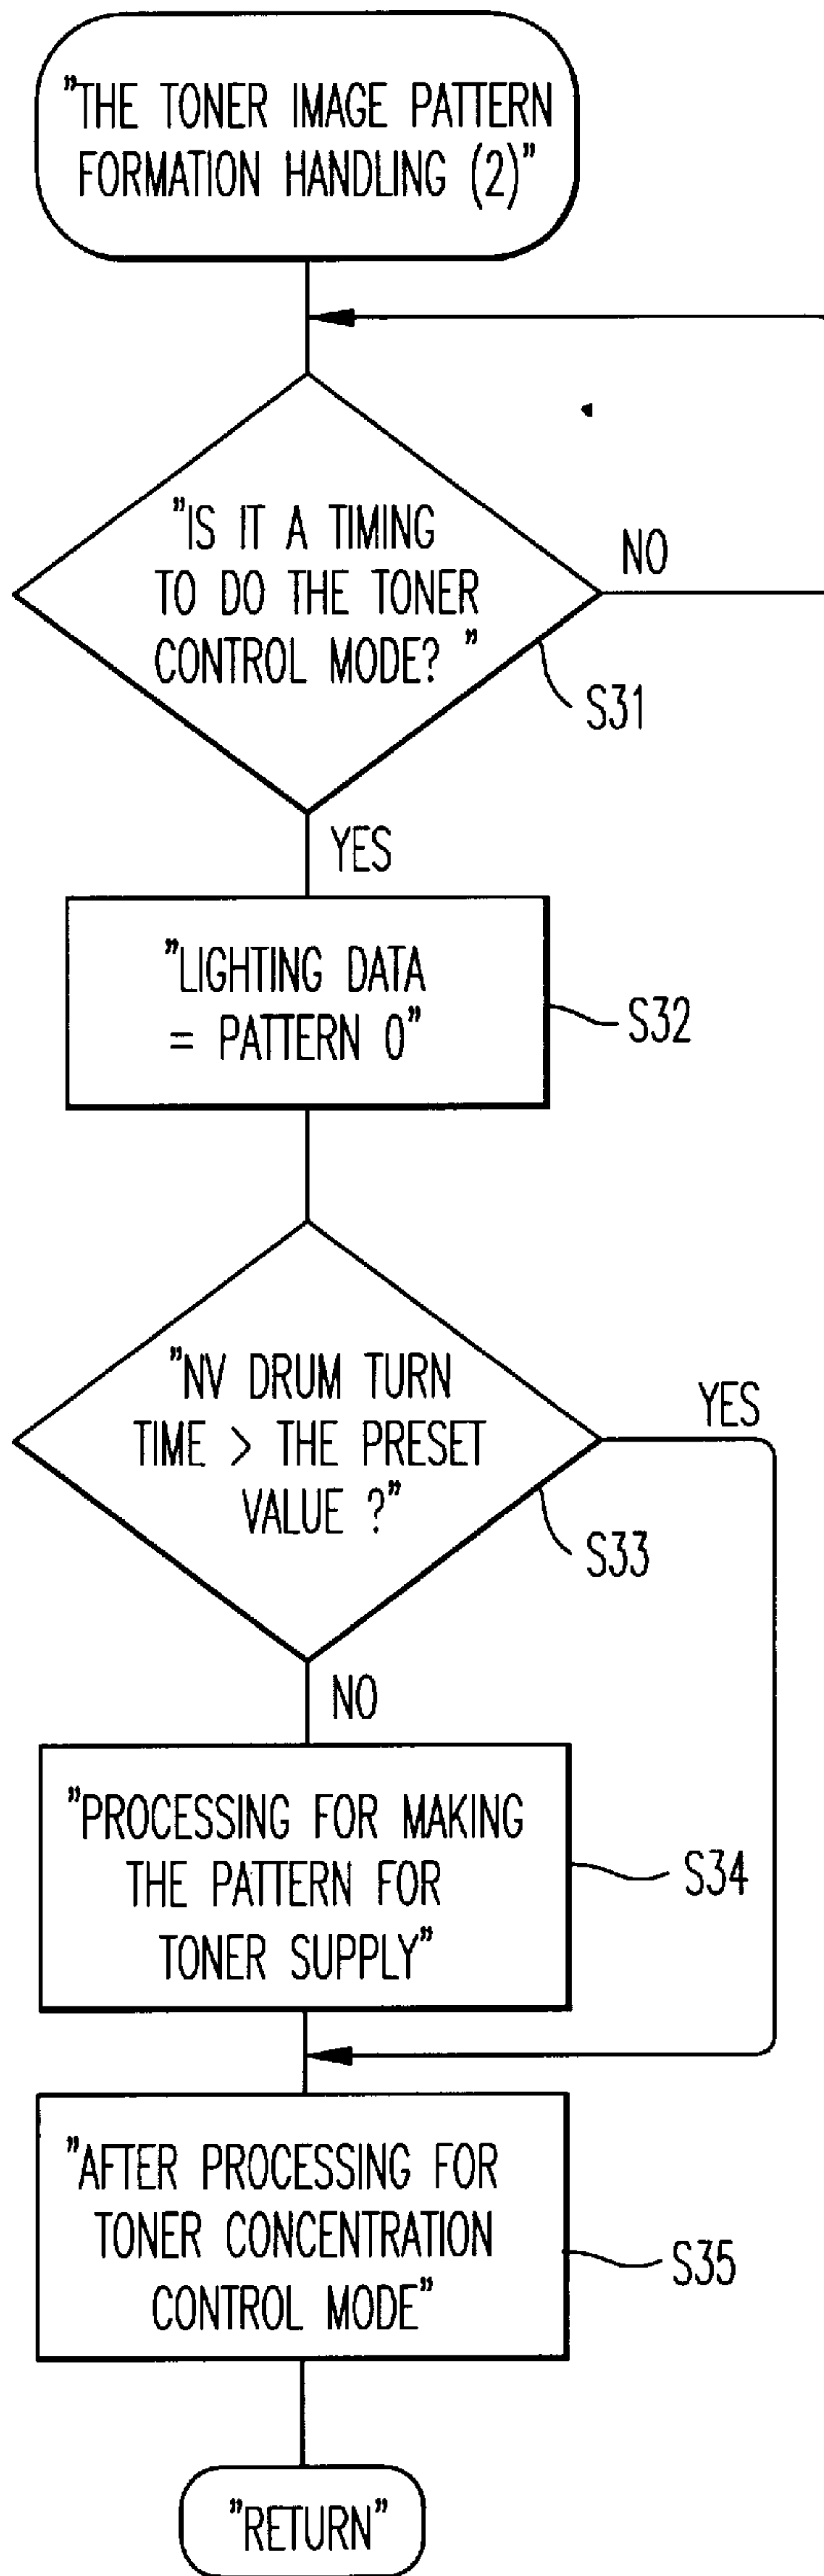 "THE TONER IMAGE PATTERN
FORMATION HANDLING (2)"
"IS IT A TIMING
TO DO THE TONER
CONTROL MODE? "
NO
S31
YES
"LIGHTING DATA
= PATTERN 0"
S32
"NV DRUM TURN
TIME > THE PRESET
VALUE ?"
YES
S33
NO
"PROCESSING FOR MAKING
THE PATTERN FOR
TONER SUPPLY"
S34
"AFTER PROCESSING FOR
TONER CONCENTRATION
CONTROL MODE"
S35
"RETURN"